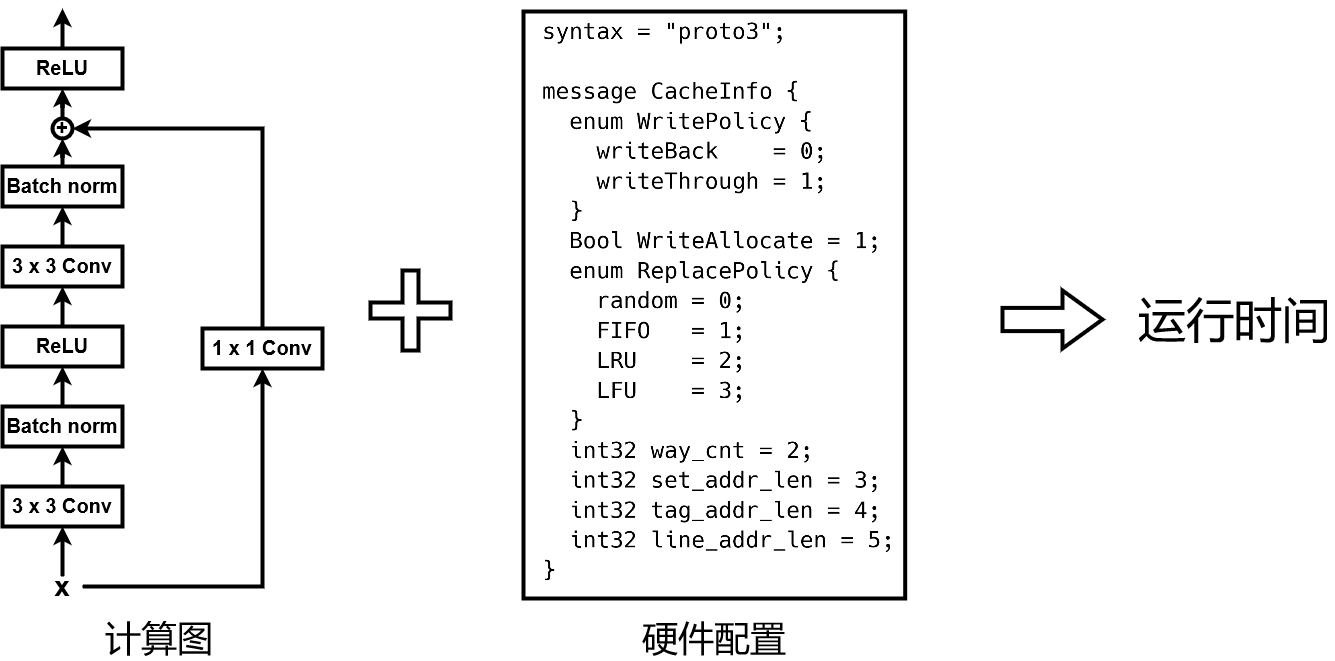 ReLU
+
Batch norm
3 x 3 Conv
ReLU
Batch norm
3 x 3 Conv
x
1 x 1 Conv
计算图
syntax = "proto3";
message CacheInfo {
enum WritePolicy {
writeBack    = 0;
writeThrough = 1;
}
Bool WriteAllocate = 1;
enum ReplacePolicy {
random = 0;
FIFO   = 1;
LRU    = 2;
LFU    = 3;
}
int32 way_cnt = 2;
int32 set_addr_len = 3;
int32 tag_addr_len = 4;
int32 line_addr_len = 5;
}
硬件配置
运行时间